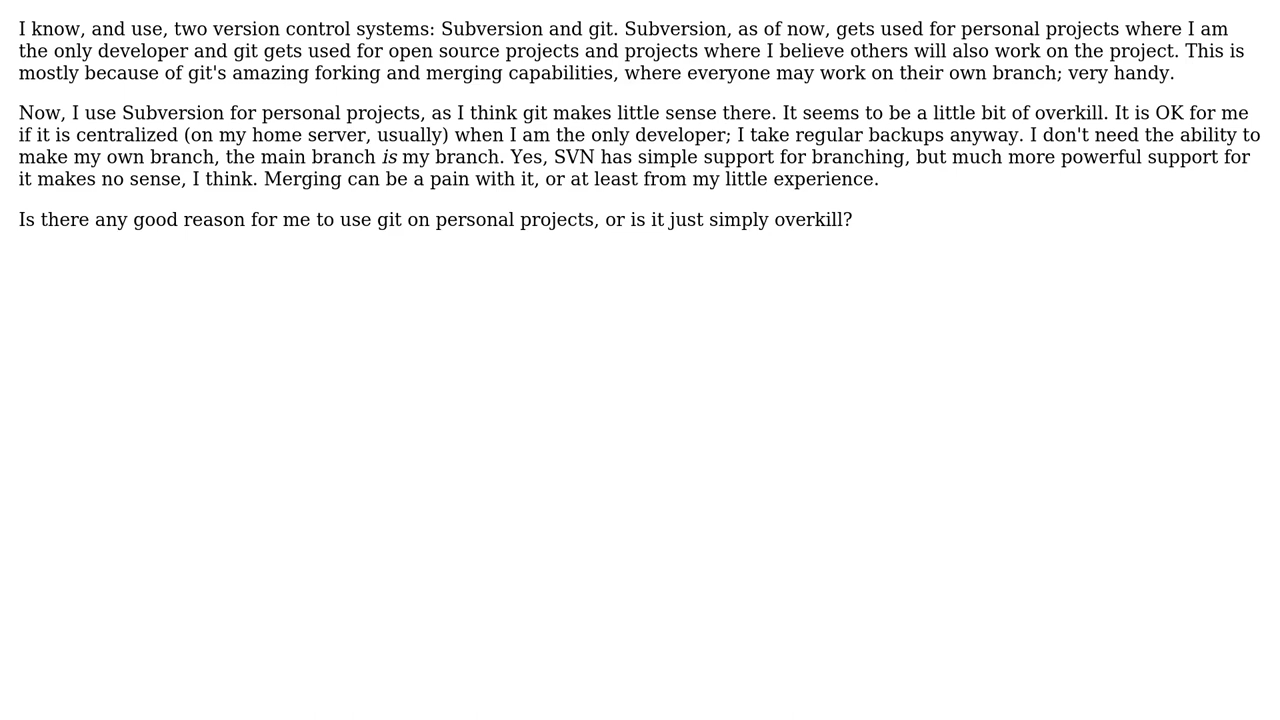 I know, and use, two version control systems: Subversion and git. Subversion, as of now, gets used for personal projects where I am
the only developer and git gets used for open source projects and projects where I believe others will also work on the project. This is
mostly because of git's amazing forking and merging capabilities, where everyone may work on their own branch; very handy.
Now, I use Subversion for personal projects, as I think git makes little sense there. It seems to be a little bit of overkill. It is OK for me
if it is centralized (on my home server, usually) when I am the only developer; I take regular backups anyway. I don't need the ability to
make my own branch, the main branch is my branch. Yes, SVN has simple support for branching, but much more powerful support for
it makes no sense, I think. Merging can be a pain with it, or at least from my little experience.
Is there any good reason for me to use git on personal projects, or is it just simply overkill?